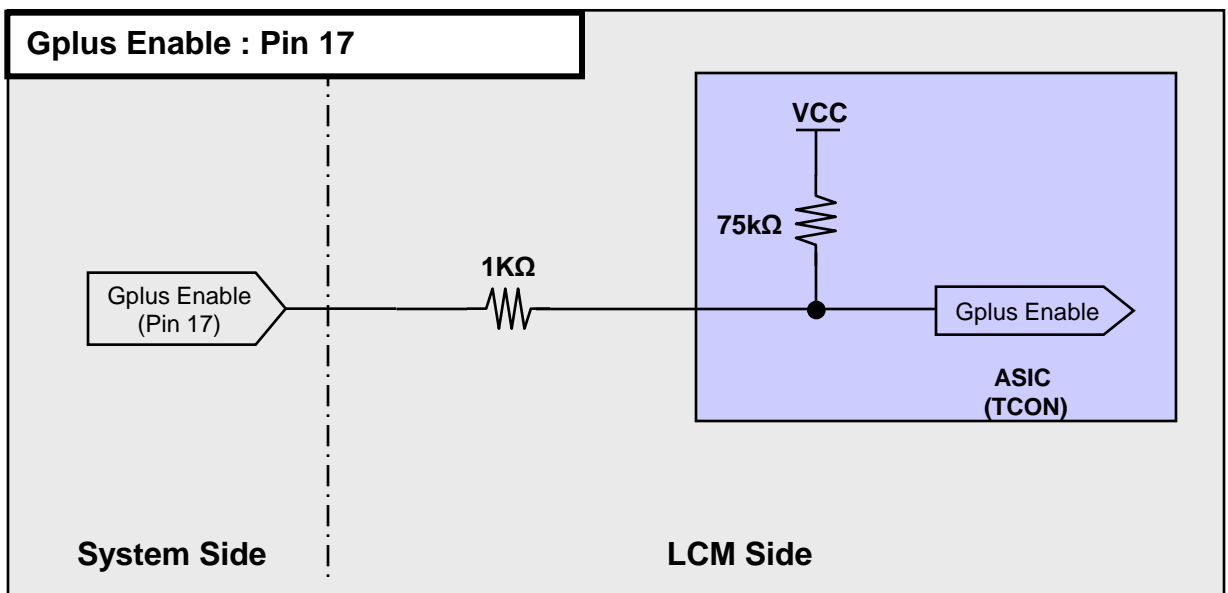 Gplus Enable : Pin 17
VCC
75kΩ
1KΩ
Gplus Enable
(Pin 17)
Gplus Enable
ASIC
(TCON)
System Side
LCM Side